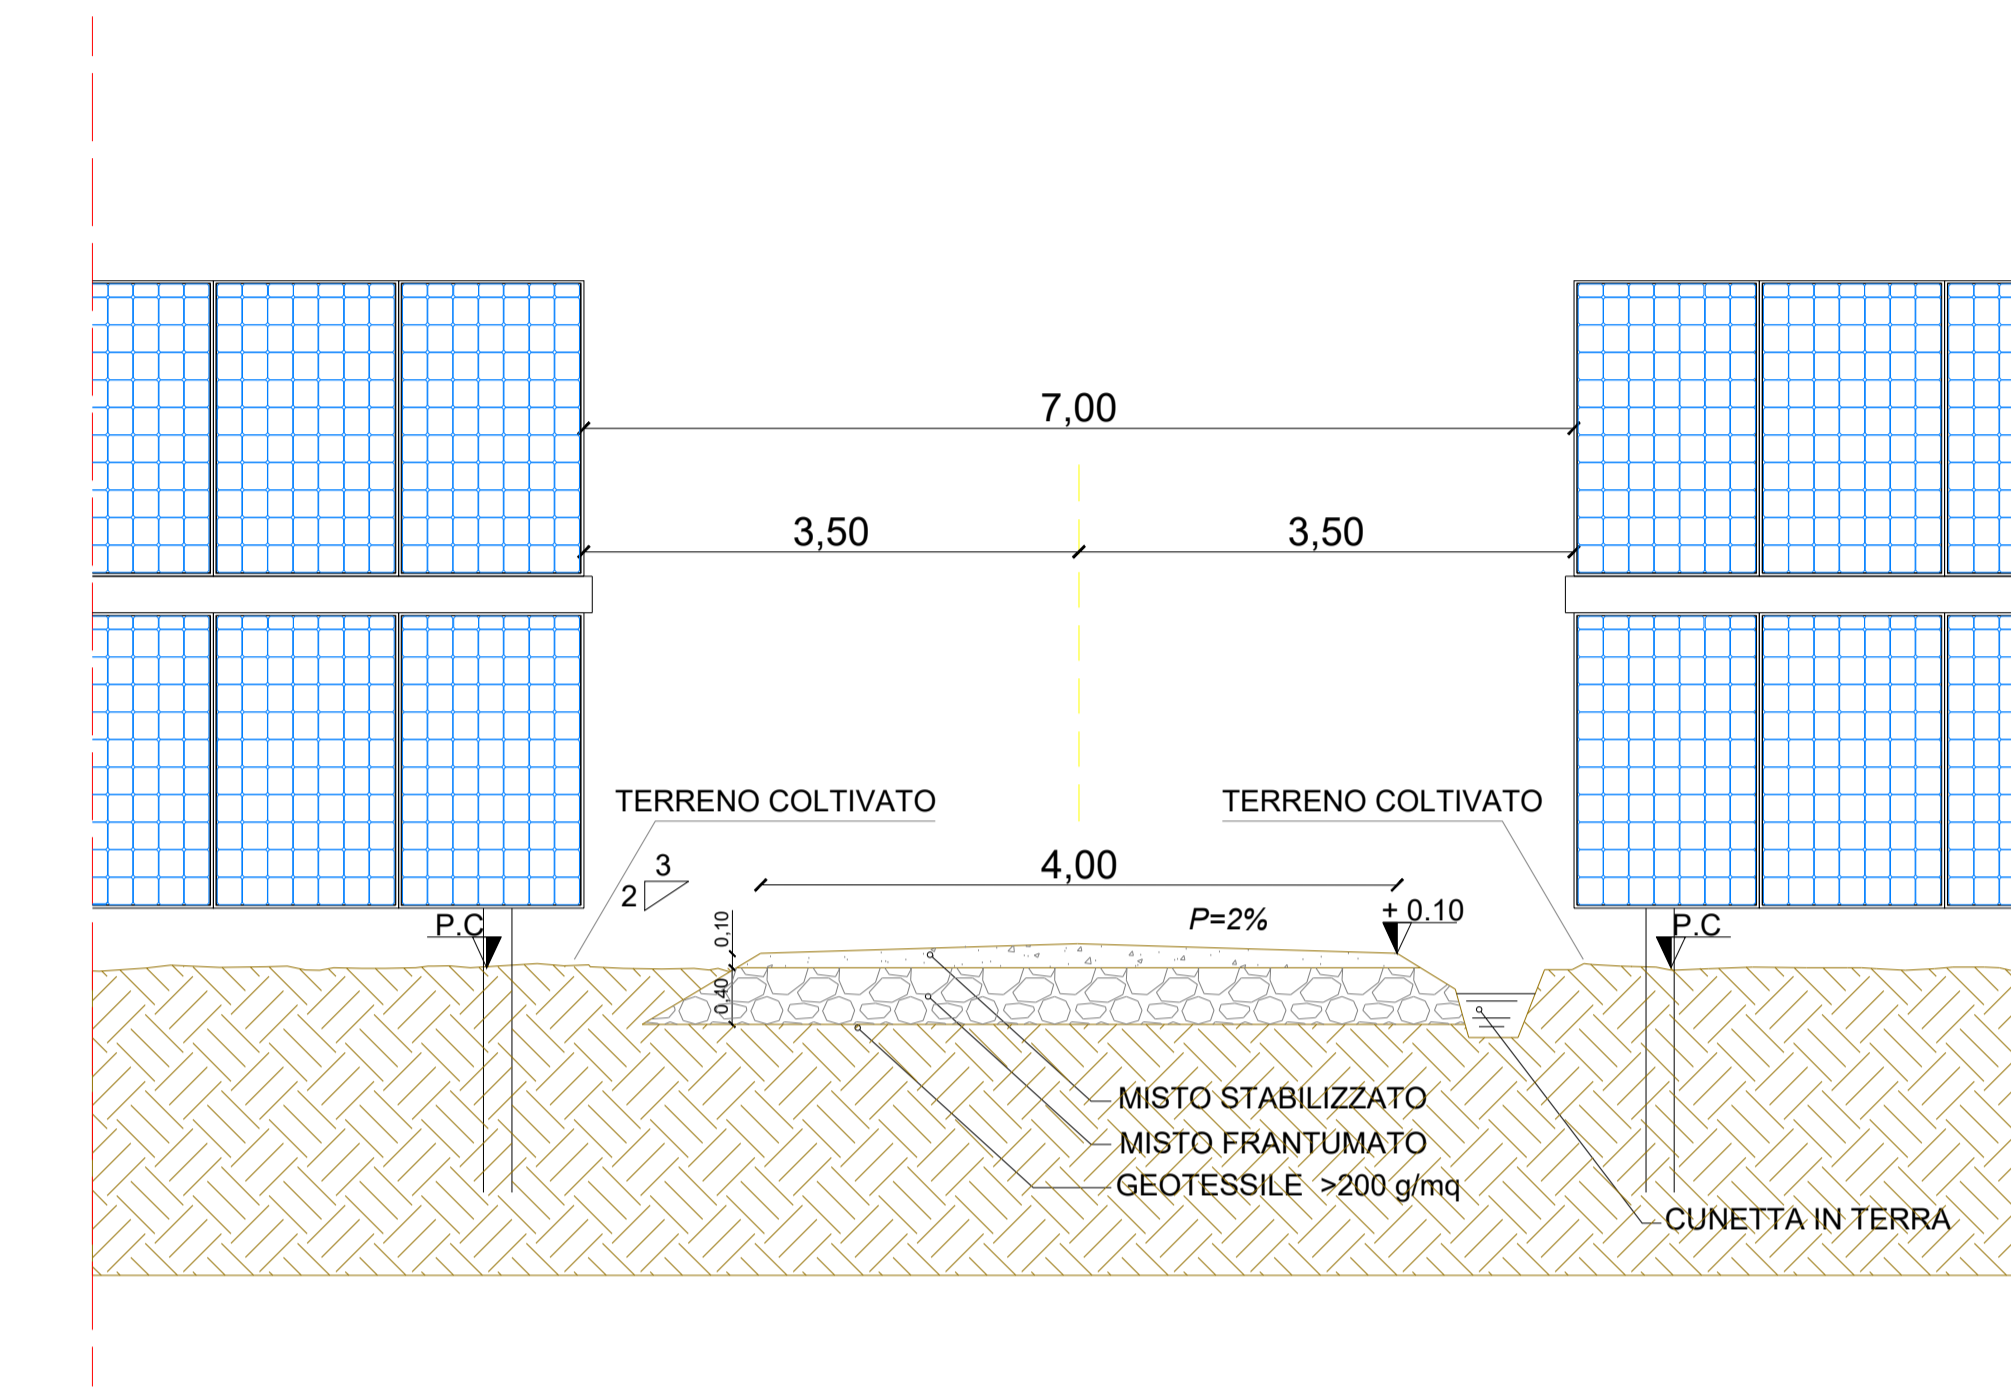 7,00
3,50
3,50
TERRENO COLTIVATO
TERRENO COLTIVATO
4,00
3
2
0,10
P=2%
+ 0.10
P.C
P.C
0,40
MISTO STABILIZZATO
MISTO FRANTUMATO
GEOTESSILE >200 g/mq
CUNETTA IN TERRA